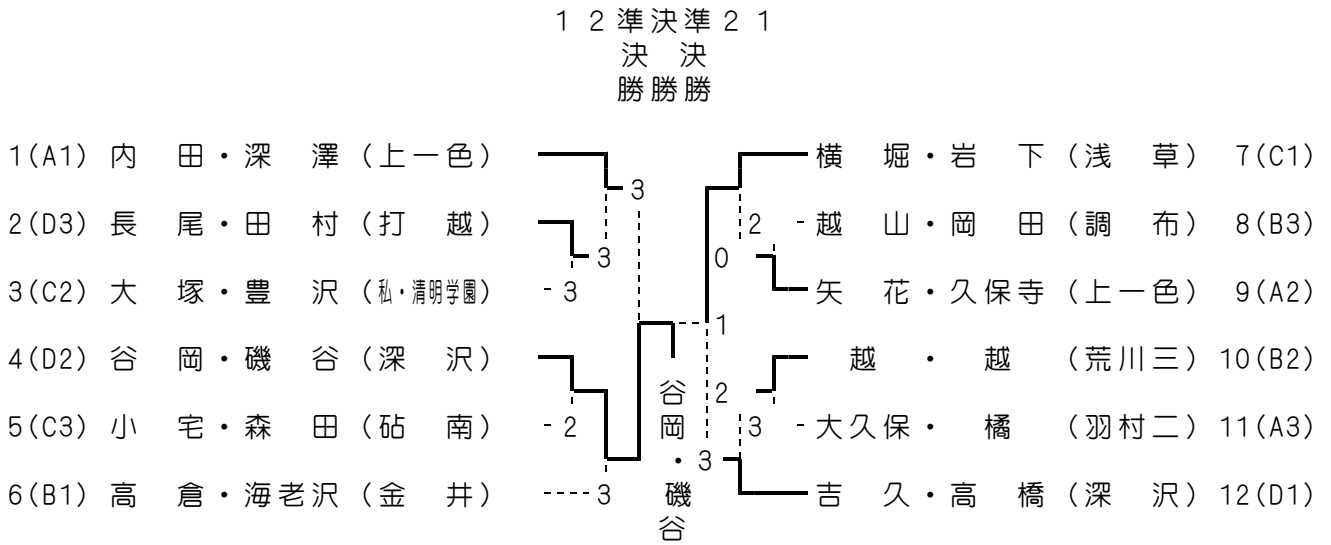 1 2 準 決 準 2 1
決 決
勝 勝 勝
1(A1) 内 田・深 澤 (上一色) 横 堀・岩 下 (浅 草) 7(C1)
3
2(D3) 長 尾・田 村 (打 越) 2 越 山・岡 田 (調 布) 8(B3)
3 0
3(C2) 大 塚・豊 沢 (私・清明学園) 3 矢 花・久保寺 (上一色) 9(A2)
1
4(D2) 谷 岡・磯 谷 (深 沢) 越 ・ 越 (荒川三) 10(B2)
2
5(C3) 小 宅・森 田 (砧 南) 2 3 大久保・ 橘 (羽村二) 11(A3)
3
6(B1) 高 倉・海老沢 (金 井) 3 吉 久・高 橋 (深 沢) 12(D1)
谷岡・磯谷